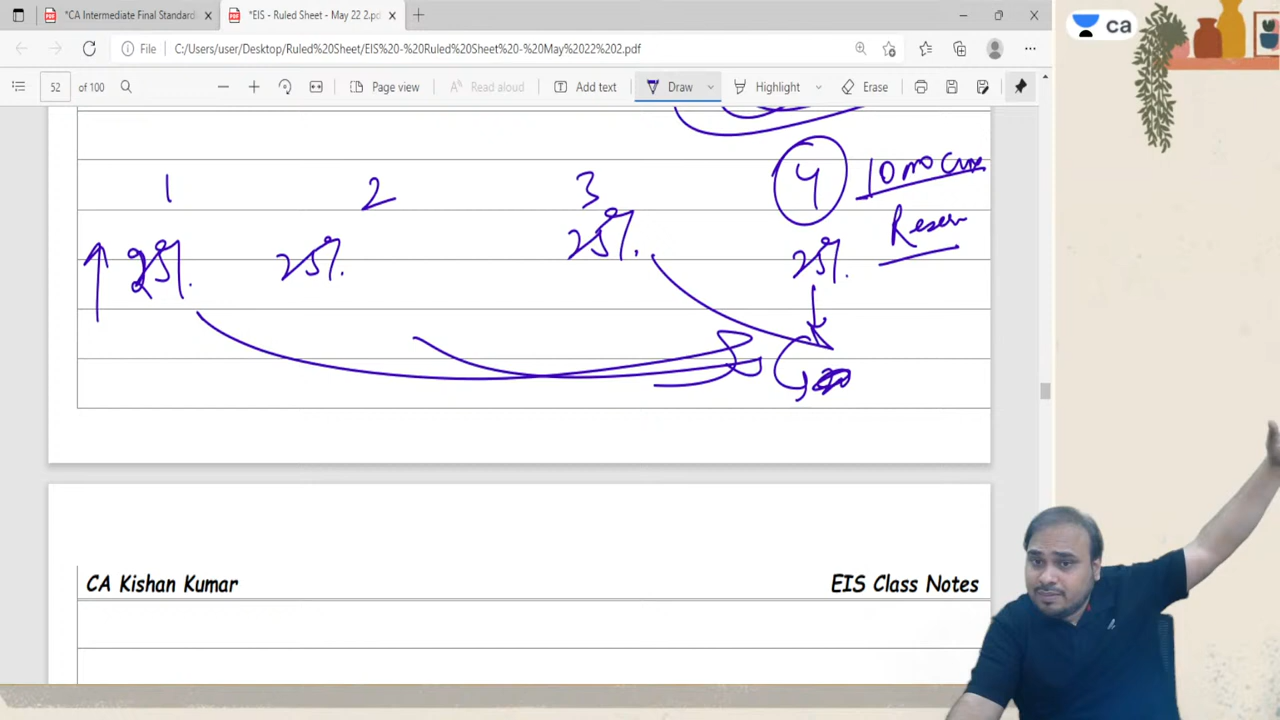 *CA Intermediate Final Standard
*EIS - Ruled Sheet - May 22 2.pd
File C:/Users/user/Desktop/Ruled%20Sheet/EIS%20-%20Ruled%20Sheet%20-%20May%2022%202.pdf
52 of 100 Page view Read aloud Add text Draw Highlight Erase
ca
1 2 3 4
25% 25% 25% 25%
Reser
CA Kishan Kumar EIS Class Notes